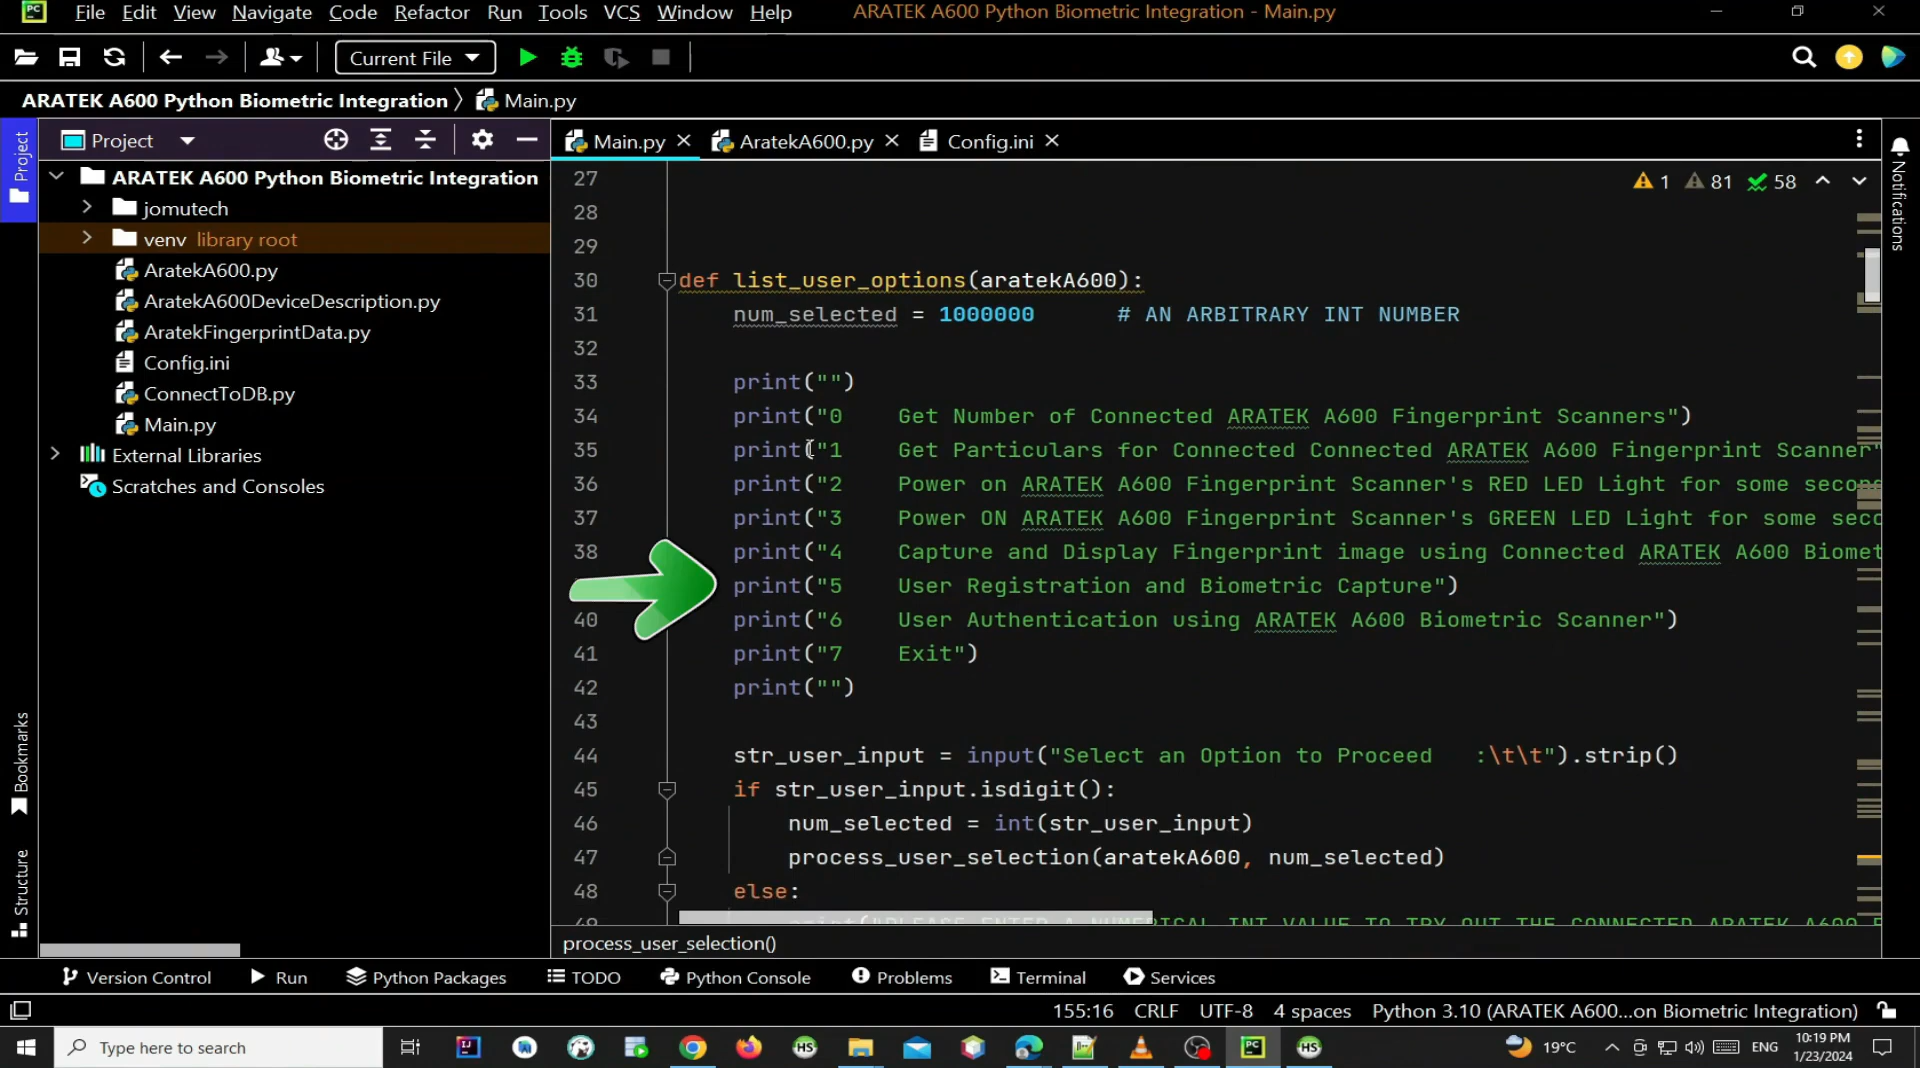 PC File Edit View Navigate Code Refactor Run Tools VCS Window Help ARATEK A600 Python Biometric Integration - Main.py
Current File
ARATEK A600 Python Biometric Integration Main.py
Project
Project
Main.py AratekA600.py Config.ini
Notifications
ARATEK A600 Python Biometric Integration
jomutech
venv library root
AratekA600.py
AratekA600DeviceDescription.py
AratekFingerprintData.py
Config.ini
ConnectToDB.py
Main.py
External Libraries
Scratches and Consoles
Bookmarks
Structure
1 81 58
27
28
29
30 def list_user_options(aratekA600):
31 num_selected = 1000000 # AN ARBITRARY INT NUMBER
32
33 print("")
34 print("0 Get Number of Connected ARATEK A600 Fingerprint Scanners")
35 print("1 Get Particulars for Connected Connected ARATEK A600 Fingerprint Scanner"
36 print("2 Power on ARATEK A600 Fingerprint Scanner's RED LED Light for some secon
37 print("3 Power ON ARATEK A600 Fingerprint Scanner's GREEN LED Light for some seco
38 print("4 Capture and Display Fingerprint image using Connected ARATEK A600 Biomet
print("5 User Registration and Biometric Capture")
40 print("6 User Authentication using ARATEK A600 Biometric Scanner")
41 print("7 Exit")
42 print("")
43
44 str_user_input = input("Select an Option to Proceed :\t\t").strip()
45 if str_user_input.isdigit():
46 num_selected = int(str_user_input)
47 process_user_selection(aratekA600, num_selected)
48 else:
process_user_selection()
Version Control Run Python Packages TODO Python Console Problems Terminal Services
155:16 CRLF UTF-8 4 spaces Python 3.10 (ARATEK A600...on Biometric Integration)
Type here to search
HS PC HS
19°C ENG
10:19 PM
1/23/2024